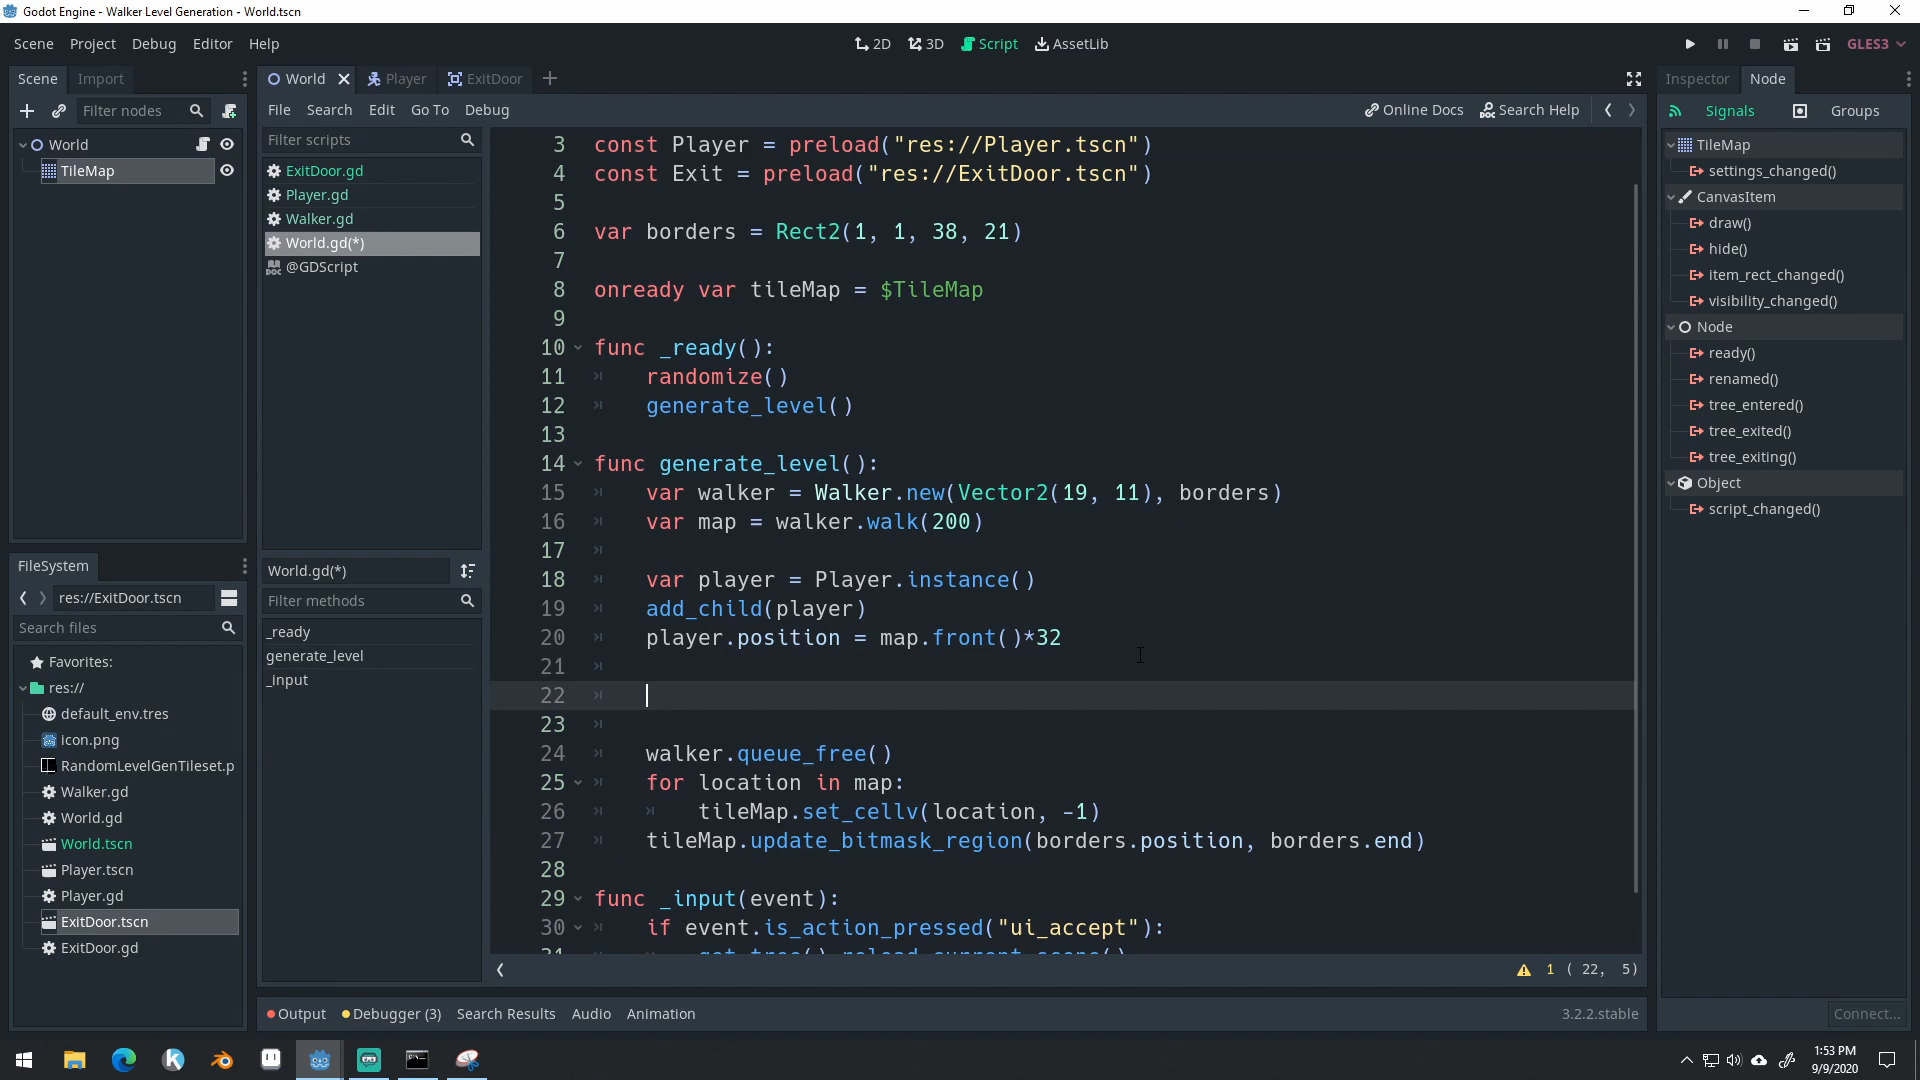 Godot Engine - Walker Level Generation - World.tscn
Scene Project Debug Editor Help
2D 3D Script AssetLib
GLES3
Scene Import
World Player ExitDoor
Inspector Node
Filter nodes
File Search Edit Go To Debug
Online Docs Search Help
Signals Groups
World
TileMap
Filter scripts
ExitDoor.gd
Player.gd
Walker.gd
World.gd(*)
@GDScript
World.gd(*)
Filter methods
_ready
generate_level
_input
3 const Player = preload("res://Player.tscn")
4 const Exit = preload("res://ExitDoor.tscn")
5
6 var borders = Rect2(1, 1, 38, 21)
7
8 onready var tileMap = $TileMap
9
10 func _ready():
11 randomize()
12 generate_level()
13
14 func generate_level():
15 var walker = Walker.new(Vector2(19, 11), borders)
16 var map = walker.walk(200)
17
18 var player = Player.instance()
19 add_child(player)
20 player.position = map.front()*32
21
22
23
24 walker.queue_free()
25 for location in map:
26 tileMap.set_cellv(location, -1)
27 tileMap.update_bitmask_region(borders.position, borders.end)
28
29 func _input(event):
30 if event.is_action_pressed("ui_accept"):
31 get_tree().reload_current_scene()
1 ( 22, 5)
TileMap
settings_changed()
CanvasItem
draw()
hide()
item_rect_changed()
visibility_changed()
Node
ready()
renamed()
tree_entered()
tree_exited()
tree_exiting()
Object
script_changed()
Connect...
FileSystem
res://ExitDoor.tscn
Search files
Favorites:
res://
default_env.tres
icon.png
RandomLevelGenTileset.p
Walker.gd
World.gd
World.tscn
Player.tscn
Player.gd
ExitDoor.tscn
ExitDoor.gd
Output Debugger (3) Search Results Audio Animation
3.2.2.stable
1:53 PM
9/9/2020